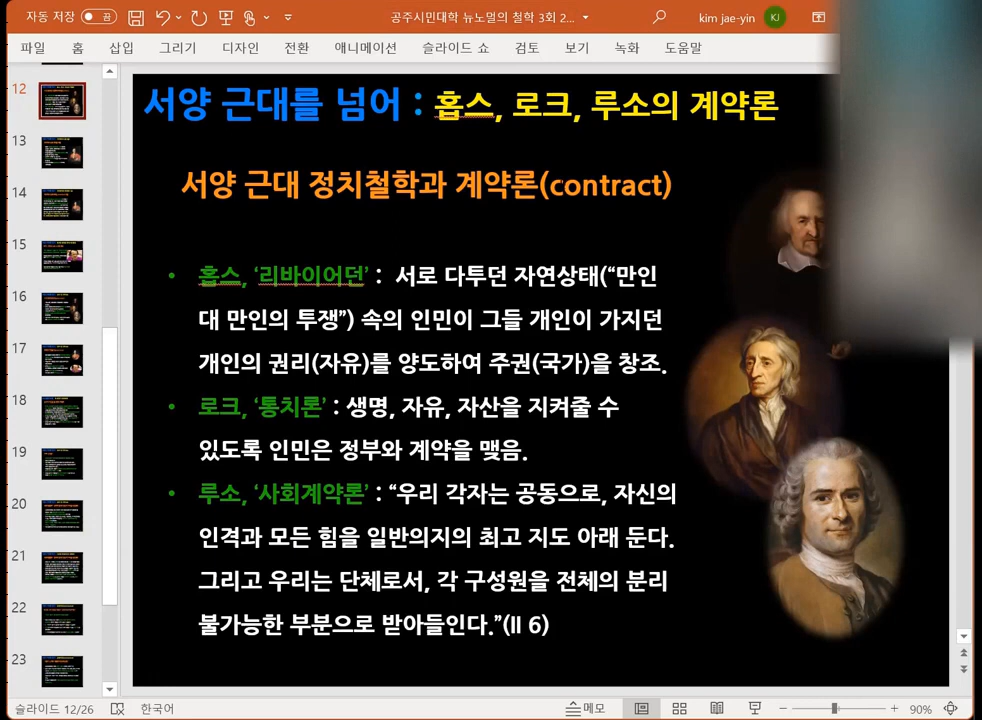 자동 저장 끔 공주시민대학 뉴노멀의 철학 3회 2... kim jae-yin KJ
파일 홈 삽입 그리기 디자인 전환 애니메이션 슬라이드 쇼 검토 보기 녹화 도움말
12
13
14
15
16
17
18
19
20
21
22
23
서양 근대를 넘어 : 홉스, 로크, 루소의 계약론
서양 근대 정치철학과 계약론(contract)
• 홉스, ‘리바이어던’ : 서로 다투던 자연상태(“만인
대 만인의 투쟁”) 속의 인민이 그들 개인이 가지던
개인의 권리(자유)를 양도하여 주권(국가)을 창조.
• 로크, ‘통치론’ : 생명, 자유, 자산을 지켜줄 수
있도록 인민은 정부와 계약을 맺음.
• 루소, ‘사회계약론’ : “우리 각자는 공동으로, 자신의
인격과 모든 힘을 일반의지의 최고 지도 아래 둔다.
그리고 우리는 단체로서, 각 구성원을 전체의 분리
불가능한 부분으로 받아들인다.”(II 6)
슬라이드 12/26 한국어 메모 90%